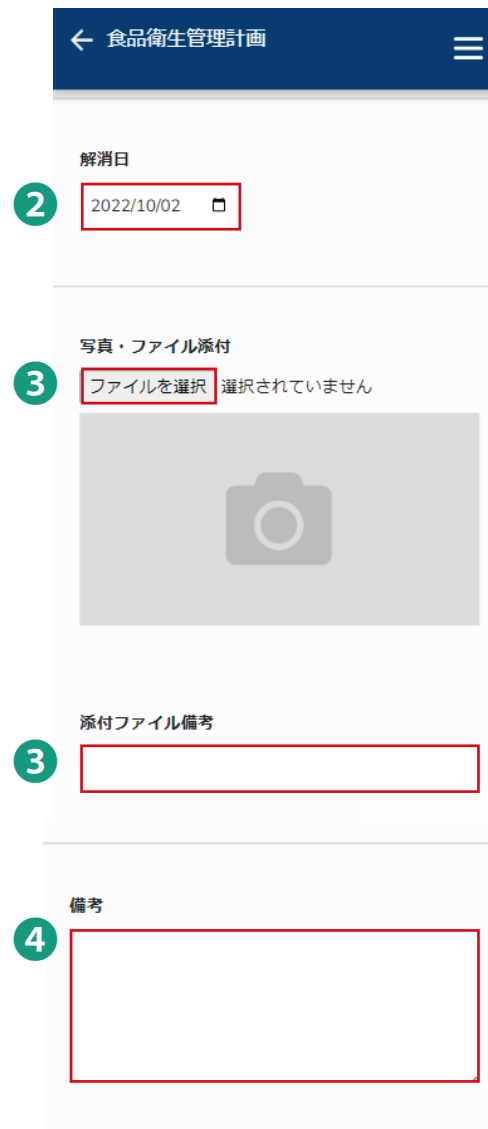 ← 食品衛生管理計画
解消日
2 2022/10/02
写真・ファイル添付
3 ファイルを選択 選択されていません
添付ファイル備考
3
備考
4